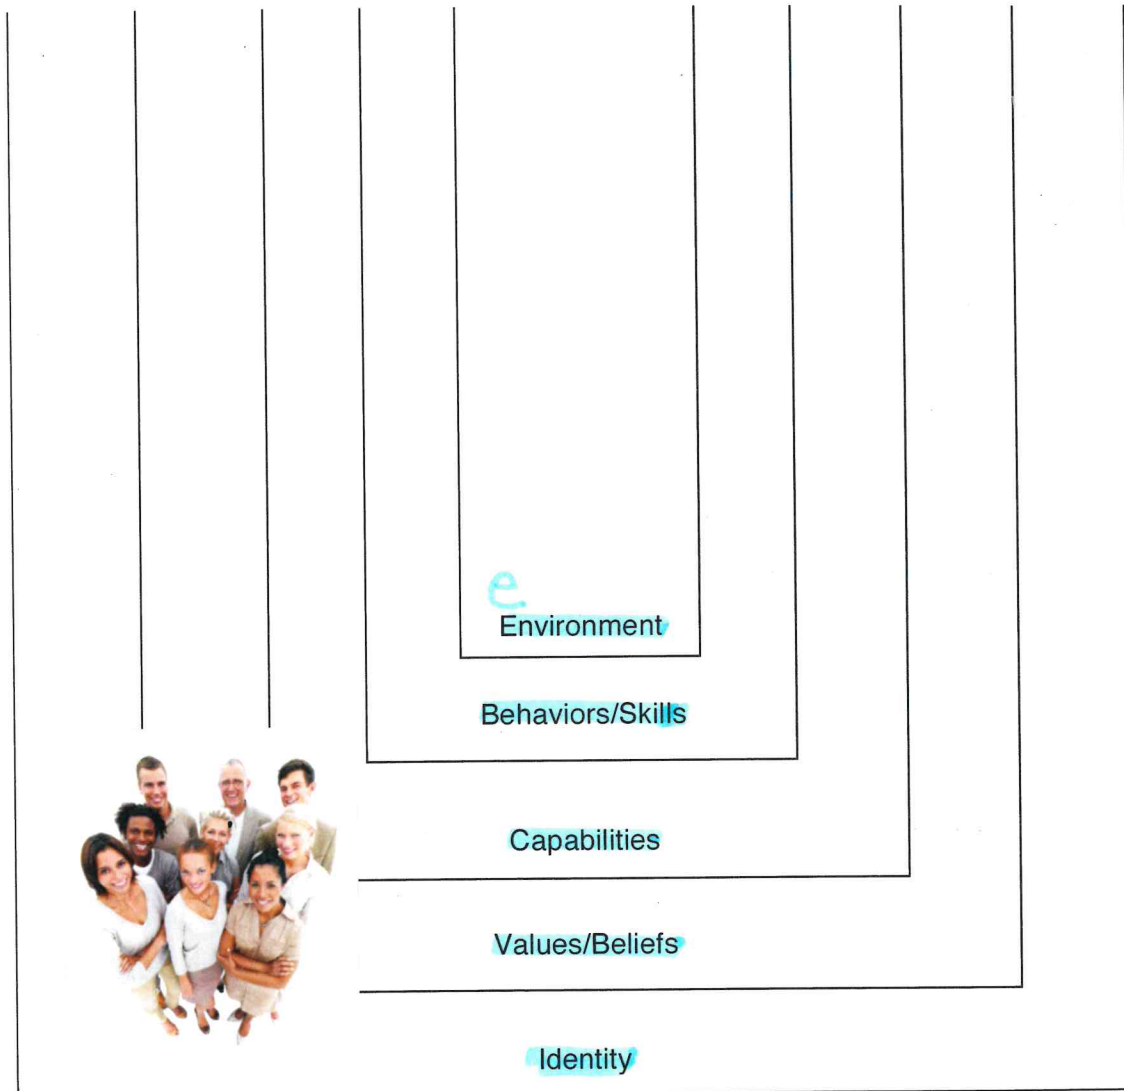 e
Environment
Behaviors/Skills
Capabilities
Values/Beliefs
Identity